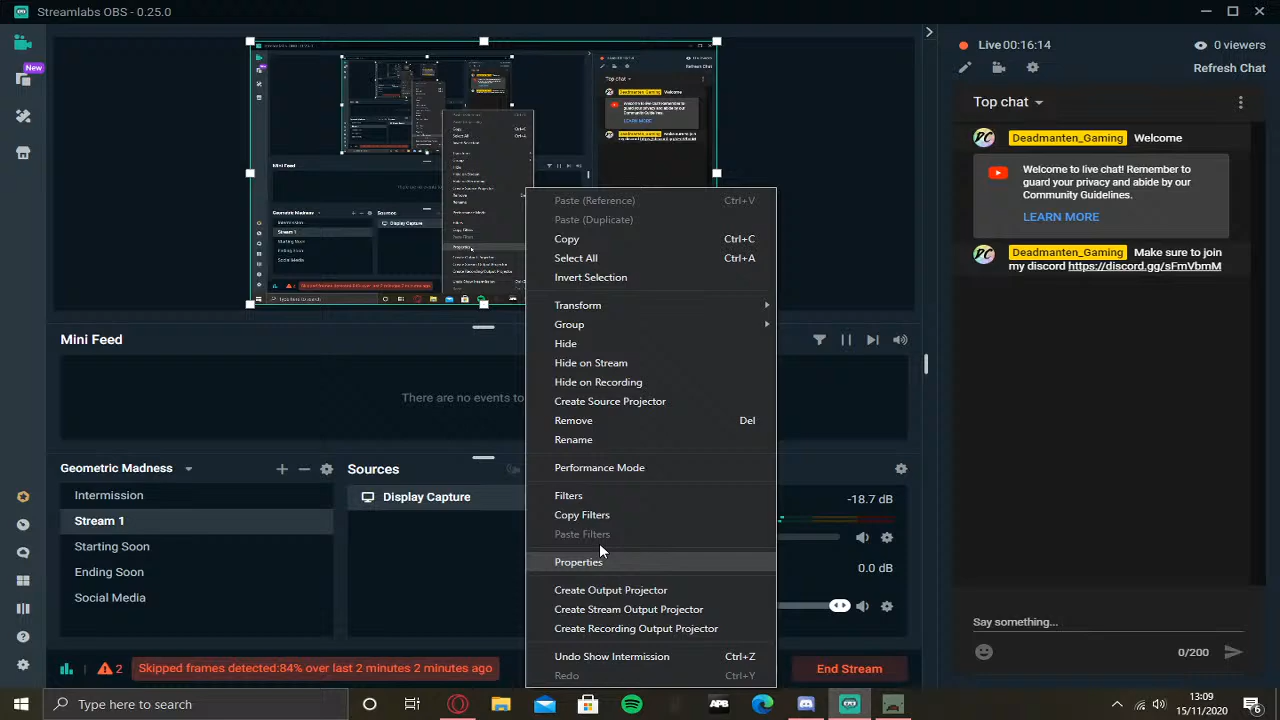 Streamlabs OBS - 0.25.0
New
Live 00:16:14
0 viewers
Refresh Chat
Top chat
Deadmanten_Gaming Welcome
Welcome to live chat! Remember to
guard your privacy and abide by our
Community Guidelines.
LEARN MORE
Deadmanten_Gaming Make sure to join
Say something...
0/200
Mini Feed
There are no events to
Geometric Madness
Intermission
Stream 1
Starting Soon
Ending Soon
Social Media
Sources
Display Capture
-18.7 dB
0.0 dB
Paste (Reference) Ctrl+V
Paste (Duplicate)
Copy Ctrl+C
Select All Ctrl+A
Invert Selection
Transform
Group
Hide
Hide on Stream
Hide on Recording
Create Source Projector
Remove Del
Rename
Performance Mode
Filters
Copy Filters
Paste Filters
Properties
Create Output Projector
Create Stream Output Projector
Create Recording Output Projector
Undo Show Intermission Ctrl+Z
Redo Ctrl+Y
2
Skipped frames detected:84% over last 2 minutes 2 minutes ago
End Stream
Type here to search
APB
13:09
15/11/2020
6